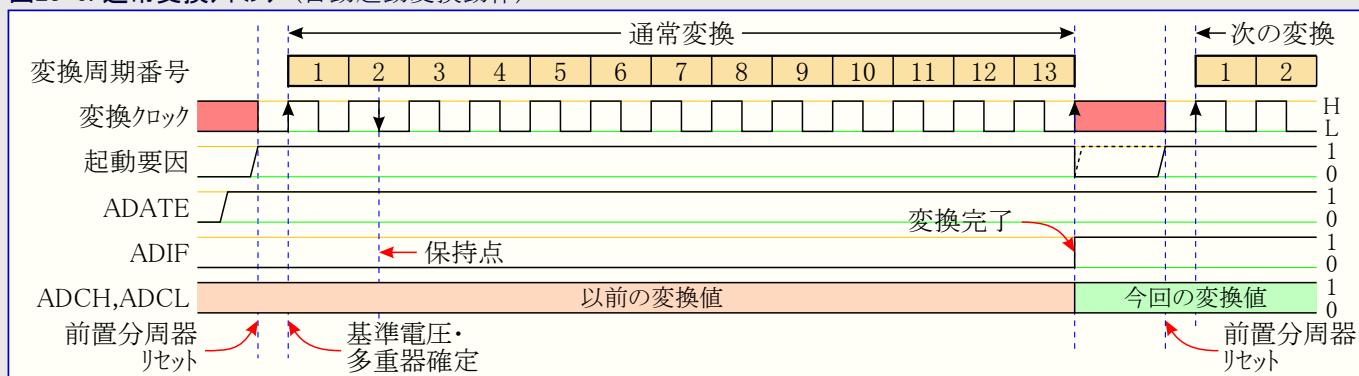 通常変換
次の変換
変換周期番号 1 2 3 4 5 6 7 8 9 10 11 12 13 1 2
変換クロック H
L
起動要因 1
0
ADATE 1
0
変換完了
ADIF 保持点 1
0
ADCH,ADCL 以前の変換値 今回の変換値 1
0
前置分周器
リセット
基準電圧・
多重器確定
前置分周器
リセット